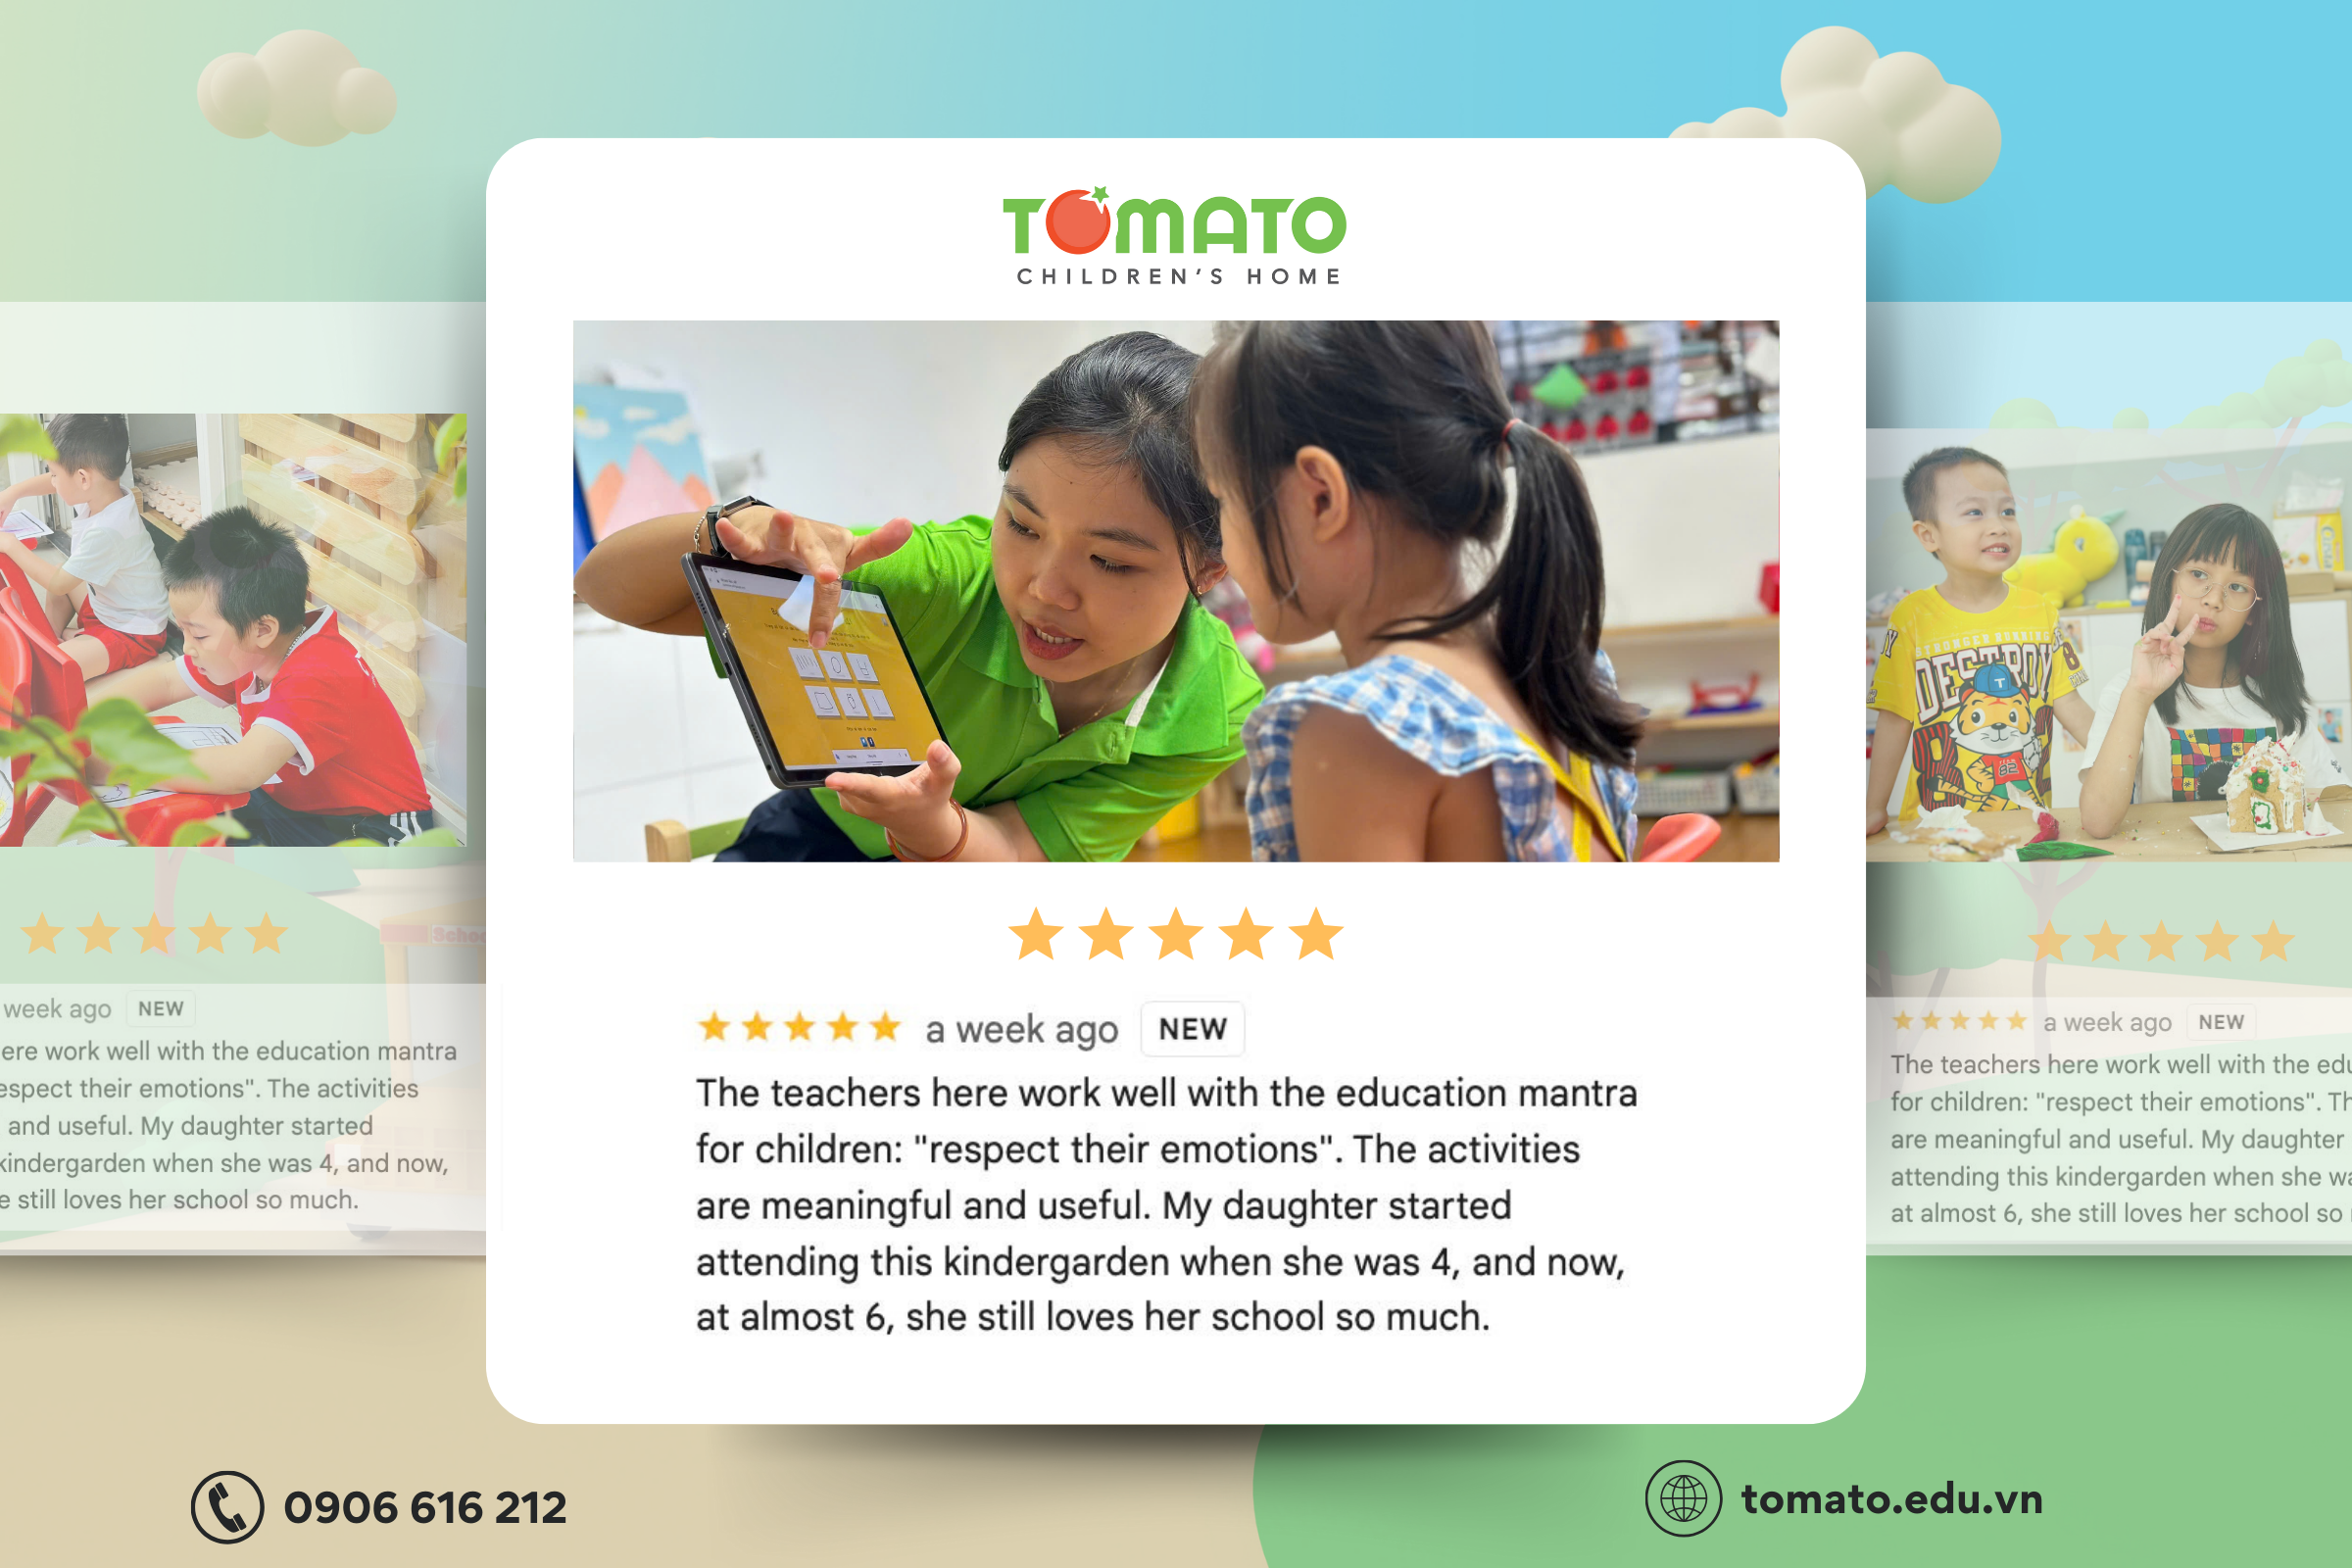 TOMATO
CHILDREN'S HOME
a week ago NEW
The teachers here work well with the education mantra
for children: "respect their emotions". The activities
are meaningful and useful. My daughter started
attending this kindergarden when she was 4, and now,
at almost 6, she still loves her school so much.
School
week ago NEW
ere work well with the education mantra
espect their emotions". The activities
and useful. My daughter started
kindergarden when she was 4, and now,
e still loves her school so much.
STRONGER RUNNING
DESTROY
8
T
82
a week ago NEW
The teachers here work well with the edu
for children: "respect their emotions". Th
are meaningful and useful. My daughter
attending this kindergarden when she wa
at almost 6, she still loves her school so
0906 616 212
tomato.edu.vn